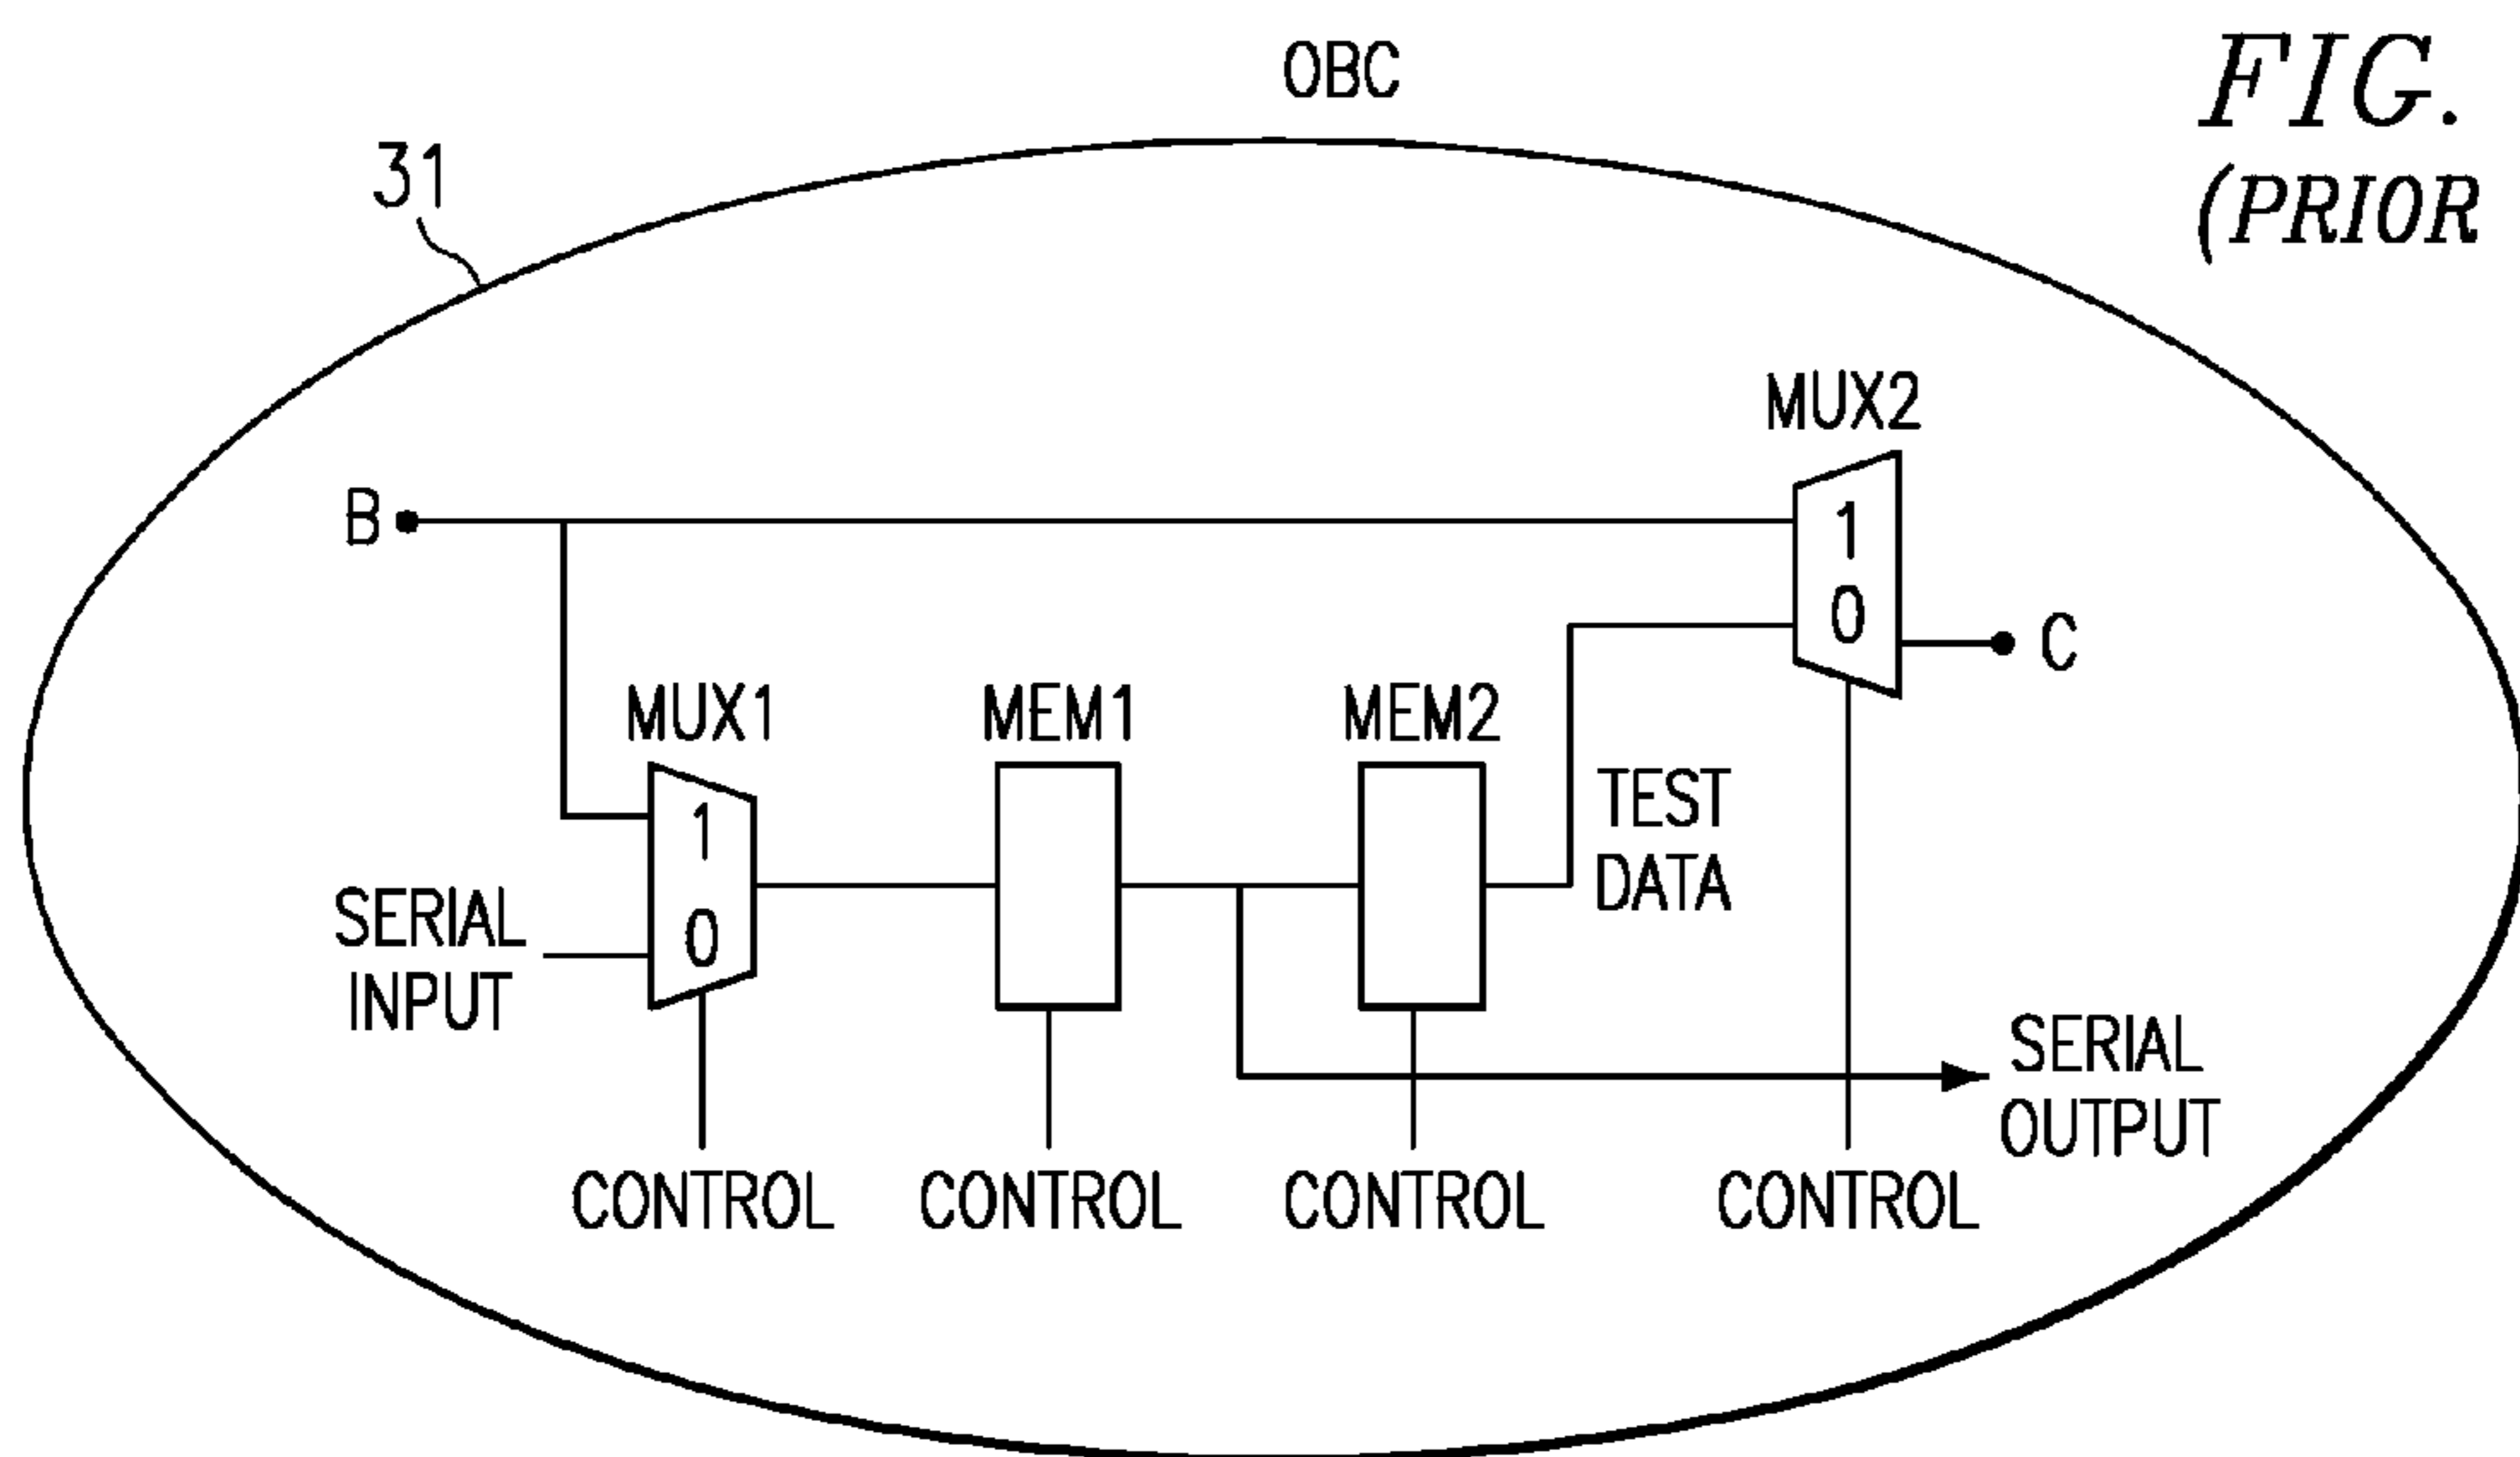 OBC
FIG.
(PRIOR
31
MUX2
B
1
0
C
MUX1
MEM1
MEM2
1
0
TEST
DATA
SERIAL
INPUT
SERIAL
OUTPUT
CONTROL
CONTROL
CONTROL
CONTROL